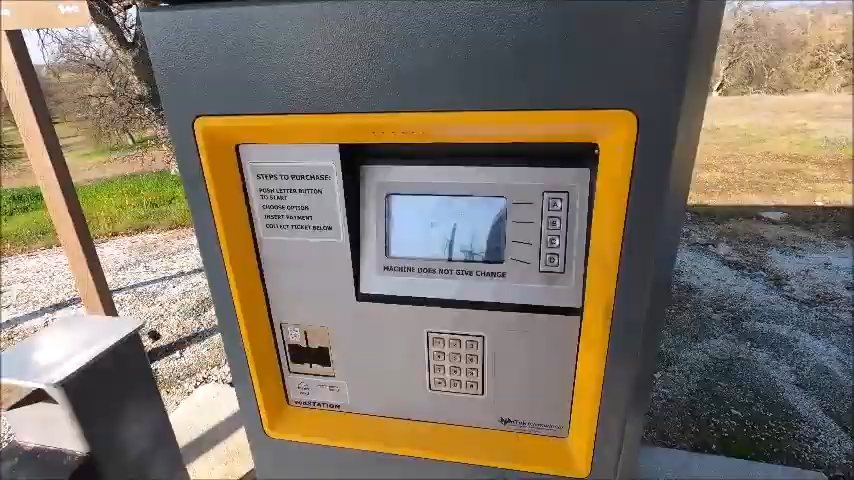 STEPS TO PURCHASE:
PRESS LETTER BUTTON
TO START
CHOOSE OPTION
INSERT PAYMENT
COLLECT TICKET BELOW
A
B
C
D
MACHINE DOES NOT GIVE CHANGE